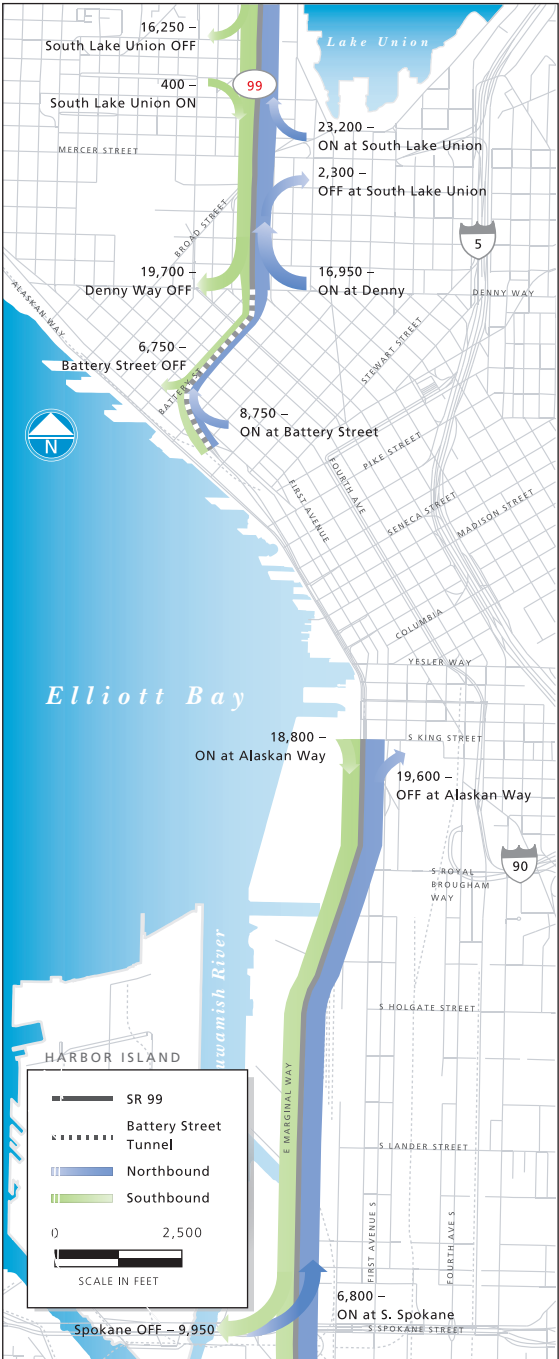 16,250 –
South Lake Union OFF
Lake Union
400 –
South Lake Union ON
99
23,200 –
ON at South Lake Union
MERCER STREET
2,300 –
OFF at South Lake Union
BROAD STREET
5
19,700 –
Denny Way OFF
16,950 –
ON at Denny
DENNY WAY
ALASKAN WAY
STEWART STREET
6,750 –
Battery Street OFF
BATTERY ST
8,750 –
ON at Battery Street
N
PIKE STREET
FOURTH AVE
FIRST AVENUE
SENECA STREET
MADISON STREET
COLUMBIA
YESLER WAY
Elliott Bay
18,800 –
ON at Alaskan Way
S KING STREET
19,600 –
OFF at Alaskan Way
90
S ROYAL
BROUGHAM
WAY
uwamish River
S HOLGATE STREET
HARBOR ISLAND
SR 99
Battery Street
Tunnel
Northbound
Southbound
0 2,500
SCALE IN FEET
E MARGINAL WAY
S LANDER STREET
FIRST AVENUE S
FOURTH AVE S
6,800 –
ON at S. Spokane
Spokane OFF – 9,950
S SPOKANE STREET